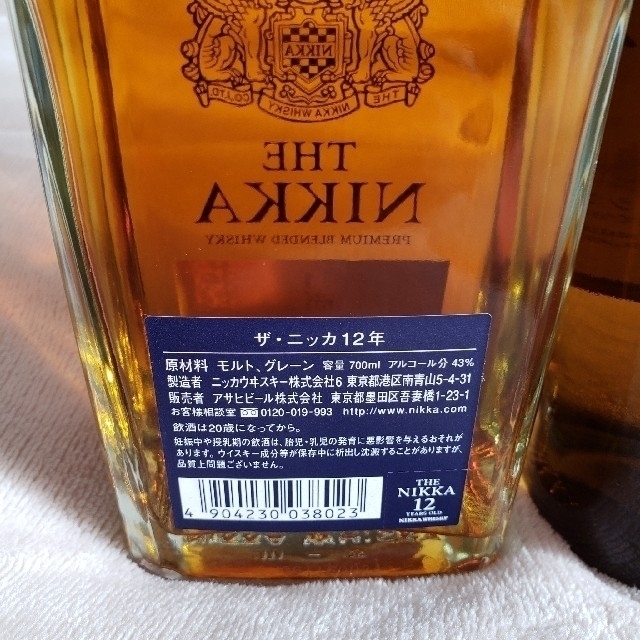 NIKKA
CO., LTD. NIKKA WHISKY THE
THE
NIKKA
PREMIUM BLENDED WHISKY
ザ・ニッカ12年
原材料 モルト、グレーン 容量 700ml アルコール分 43%
製造者 ニッカウヰスキー株式会社6 東京都港区南青山5-4-31
販売者 アサヒビール株式会社 東京都墨田区吾妻橋1-23-1
お客様相談室 0120-019-993 http://www.nikka.com
飲酒は20歳になってから。
妊娠中や授乳期の飲酒は、胎児・乳児の発育に悪影響を与えるおそれが
あります。ウイスキー成分等が保存中に析出し沈澱することがありますが、
品質上問題ございません。
4 904230 038023
THE
NIKKA
12
YEARS OLD
NIKKA WHISKY